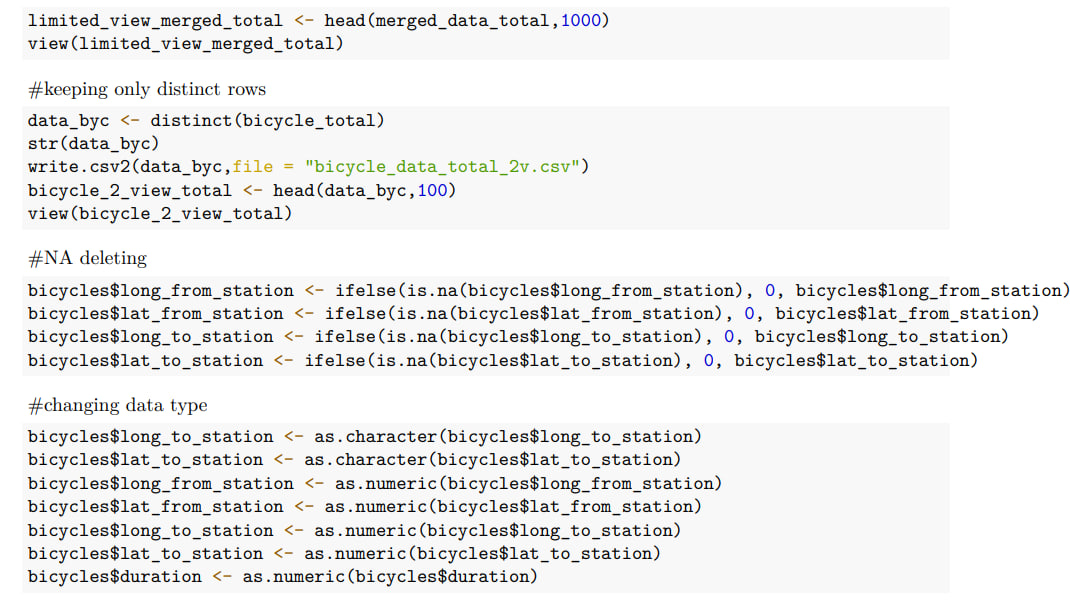 limited_view_merged_total <- head(merged_data_total,1000)
view(limited_view_merged_total)
#keeping only distinct rows
data_byc <- distinct(bicycle_total)
str(data_byc)
write.csv2(data_byc,file = "bicycle_data_total_2v.csv")
bicycle_2_view_total <- head(data_byc,100)
view(bicycle_2_view_total)
#NA deleting
bicycles$long_from_station <- ifelse(is.na(bicycles$long_from_station), 0, bicycles$long_from_station)
bicycles$lat_from_station <- ifelse(is.na(bicycles$lat_from_station), 0, bicycles$lat_from_station)
bicycles$long_to_station <- ifelse(is.na(bicycles$long_to_station), 0, bicycles$long_to_station)
bicycles$lat_to_station <- ifelse(is.na(bicycles$lat_to_station), 0, bicycles$lat_to_station)
#changing data type
bicycles$long_to_station <- as.character(bicycles$long_to_station)
bicycles$lat_to_station <- as.character(bicycles$lat_to_station)
bicycles$long_from_station <- as.numeric(bicycles$long_from_station)
bicycles$lat_from_station <- as.numeric(bicycles$lat_from_station)
bicycles$long_to_station <- as.numeric(bicycles$long_to_station)
bicycles$lat_to_station <- as.numeric(bicycles$lat_to_station)
bicycles$duration <- as.numeric(bicycles$duration)